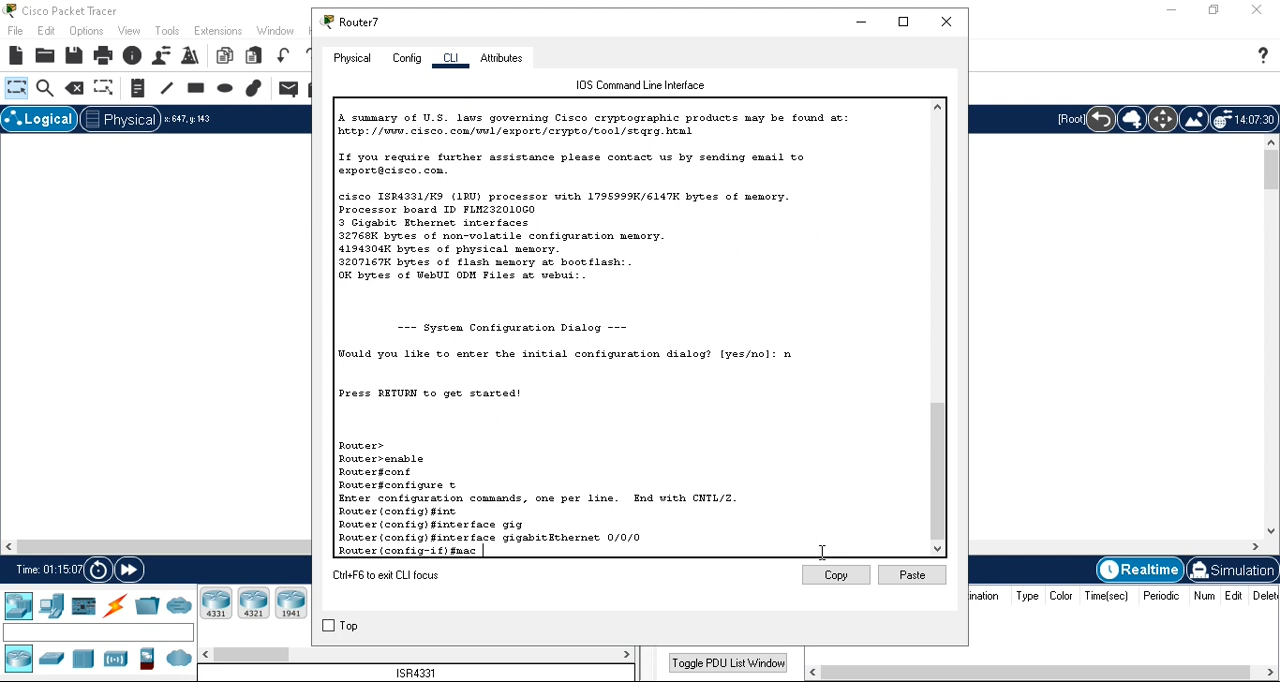 Cisco Packet Tracer
File Edit Options View Tools Extensions Window
Router7
Physical Config CLI Attributes
IOS Command Line Interface
Logical Physical x: 647, y: 143
[Root] 14:07:30
A summary of U.S. laws governing Cisco cryptographic products may be found at:
http://www.cisco.com/wwl/export/crypto/tool/stqrg.html
If you require further assistance please contact us by sending email to
export@cisco.com.
cisco ISR4331/K9 (1RU) processor with 1795999K/6147K bytes of memory.
Processor board ID FLM232010G0
3 Gigabit Ethernet interfaces
32768K bytes of non-volatile configuration memory.
4194304K bytes of physical memory.
3207167K bytes of flash memory at bootflash:.
0K bytes of WebUI ODM Files at webui:.
--- System Configuration Dialog ---
Would you like to enter the initial configuration dialog? [yes/no]: n
Press RETURN to get started!
Router>
Router>enable
Router#conf
Router#configure t
Enter configuration commands, one per line.  End with CNTL/Z.
Router(config)#int
Router(config)#interface gig
Router(config)#interface gigabitEthernet 0/0/0
Router(config-if)#mac
Ctrl+F6 to exit CLI focus
Copy Paste
Top
Time: 01:15:07
Realtime Simulation
4331 4321 1941
ination Type Color Time(sec) Periodic Num Edit Delet
Toggle PDU List Window
ISR4331